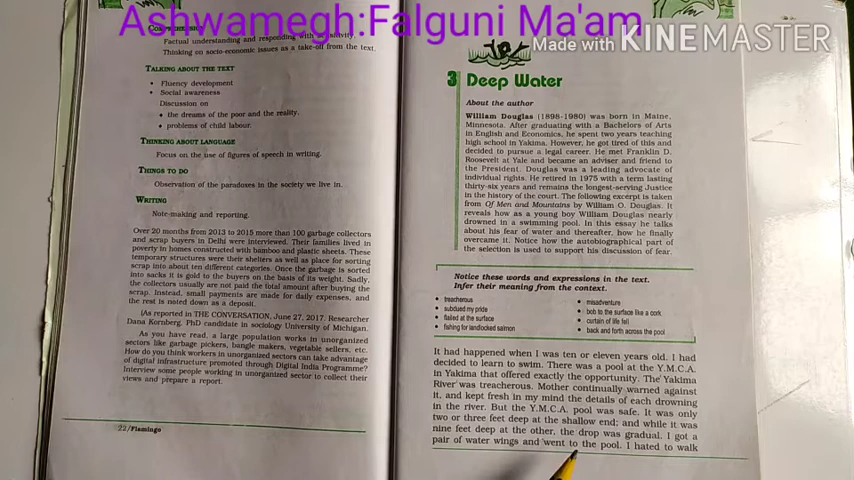 Ashwamegh:Falguni Ma'am
Made with KINEMASTER
Factual understanding and responding with sensitivity.
Thinking on socio-economic issues as a take-off from the text.
TALKING ABOUT THE TEXT
• Fluency development
• Social awareness
Discussion on
• the dreams of the poor and the reality.
• problems of child labour.
THINKING ABOUT LANGUAGE
Focus on the use of figures of speech in writing.
THINGS TO DO
Observation of the paradoxes in the society we live in.
WRITING
Note-making and reporting.
Over 20 months from 2013 to 2015 more than 100 garbage collectors
and scrap buyers in Delhi were interviewed. Their families lived in
poverty in homes constructed with bamboo and plastic sheets. These
temporary structures were their shelters as well as place for sorting
scrap into about ten different categories. Once the garbage is sorted
into sacks it is gold to the buyers on the basis of its weight. Sadly,
the collectors usually are not paid the total amount after buying the
scrap. Instead, small payments are made for daily expenses, and
the rest is noted down as a deposit.
(As reported in THE CONVERSATION, June 27, 2017. Researcher
Dana Kornberg, PhD candidate in sociology University of Michigan.
As you have read, a large population works in unorganized
sectors like garbage pickers, bangle makers, vegetable sellers, etc.
How do you think workers in unorganized sectors can take advantage
of digital infrastructure promoted through Digital India Programme?
Interview some people working in unorganized sector to collect their
views and prepare a report.
22/Flamingo
3 Deep Water
About the author
William Douglas (1898-1980) was born in Maine,
Minnesota. After graduating with a Bachelors of Arts
in English and Economics, he spent two years teaching
high school in Yakima. However, he got tired of this and
decided to pursue a legal career. He met Franklin D.
Roosevelt at Yale and became an adviser and friend to
the President. Douglas was a leading advocate of
individual rights. He retired in 1975 with a term lasting
thirty-six years and remains the longest-serving Justice
in the history of the court. The following excerpt is taken
from Of Men and Mountains by William O. Douglas. It
reveals how as a young boy William Douglas nearly
drowned in a swimming pool. In this essay he talks
about his fear of water and thereafter, how he finally
overcame it. Notice how the autobiographical part of
the selection is used to support his discussion of fear.
Notice these words and expressions in the text.
Infer their meaning from the context.
• treacherous
• subdued my pride
• flailed at the surface
• fishing for landlocked salmon
• misadventure
• bob to the surface like a cork
• curtain of life fell
• back and forth across the pool
It had happened when I was ten or eleven years old. I had
decided to learn to swim. There was a pool at the Y.M.C.A.
in Yakima that offered exactly the opportunity. The Yakima
River was treacherous. Mother continually warned against
it, and kept fresh in my mind the details of each drowning
in the river. But the Y.M.C.A. pool was safe. It was only
two or three feet deep at the shallow end; and while it was
nine feet deep at the other, the drop was gradual. I got a
pair of water wings and went to the pool. I hated to walk